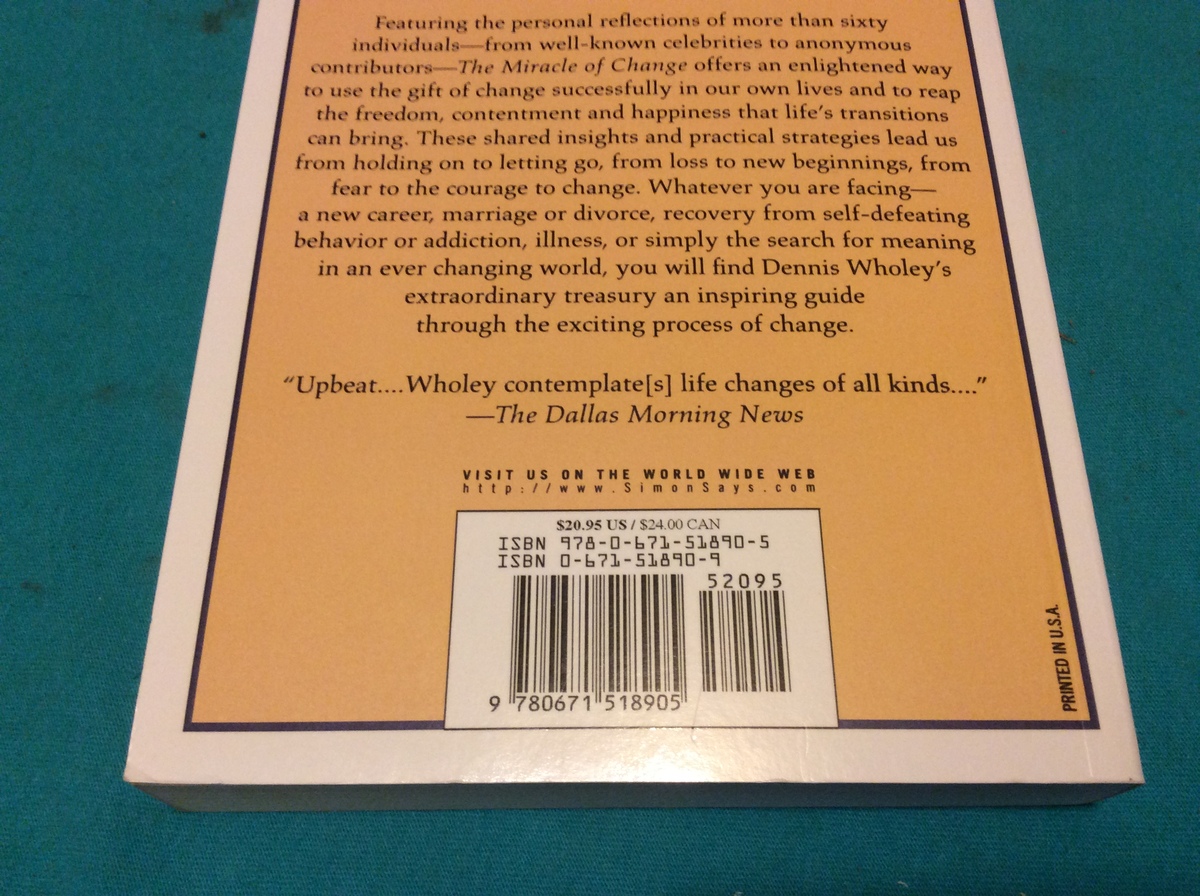 Featuring the personal reflections of more than sixty
individuals—from well-known celebrities to anonymous
contributors—The Miracle of Change offers an enlightened way
to use the gift of change successfully in our own lives and to reap
the freedom, contentment and happiness that life's transitions
can bring. These shared insights and practical strategies lead us
from holding on to letting go, from loss to new beginnings, from
fear to the courage to change. Whatever you are facing—
a new career, marriage or divorce, recovery from self-defeating
behavior or addiction, illness, or simply the search for meaning
in an ever changing world, you will find Dennis Wholey's
extraordinary treasury an inspiring guide
through the exciting process of change.
“Upbeat....Wholey contemplate[s] life changes of all kinds....”
—The Dallas Morning News
VISIT US ON THE WORLD WIDE WEB
http://www.SimonSays.com
$20.95 US / $24.00 CAN
ISBN 978-0-671-51890-5
ISBN 0-671-51890-9
52095
9 780671 518905
PRINTED IN U.S.A.